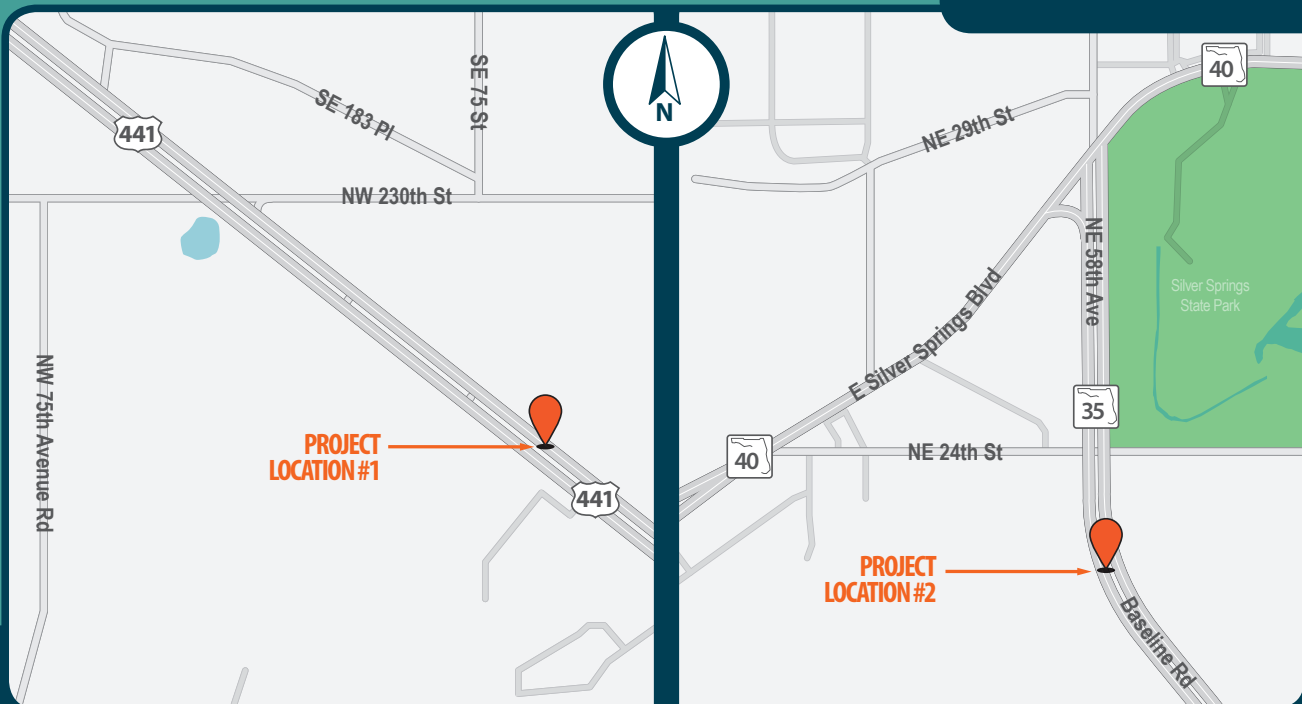 441
SE 183 Pl
SE 75 St
NW 230th St
NW 75th Avenue Rd
PROJECT
LOCATION #1
441
N
40
NE 29th St
NE 58th Ave
Silver Springs
State Park
E Silver Springs Blvd
35
40
NE 24th St
PROJECT
LOCATION #2
Baseline Rd